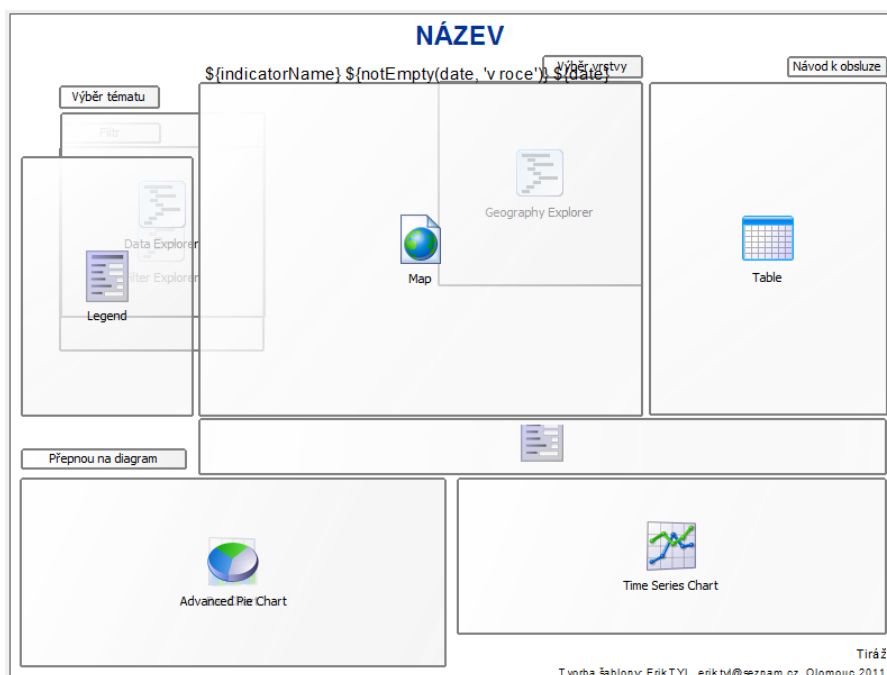 NÁZEV
Výběr vrstvy
Návod k obsluze
${indicatorName} ${notEmpty(date, 'v roce')} ${date}
Výběr tématu
Filtr
Geography Explorer
Data Explorer
Filter Explorer
Map
Table
Legend
Přepnou na diagram
Advanced Pie Chart
Time Series Chart
Tiráž
Tvorba šablony: Erik TYL, erik.tyl@seznam.cz, Olomouc 2011